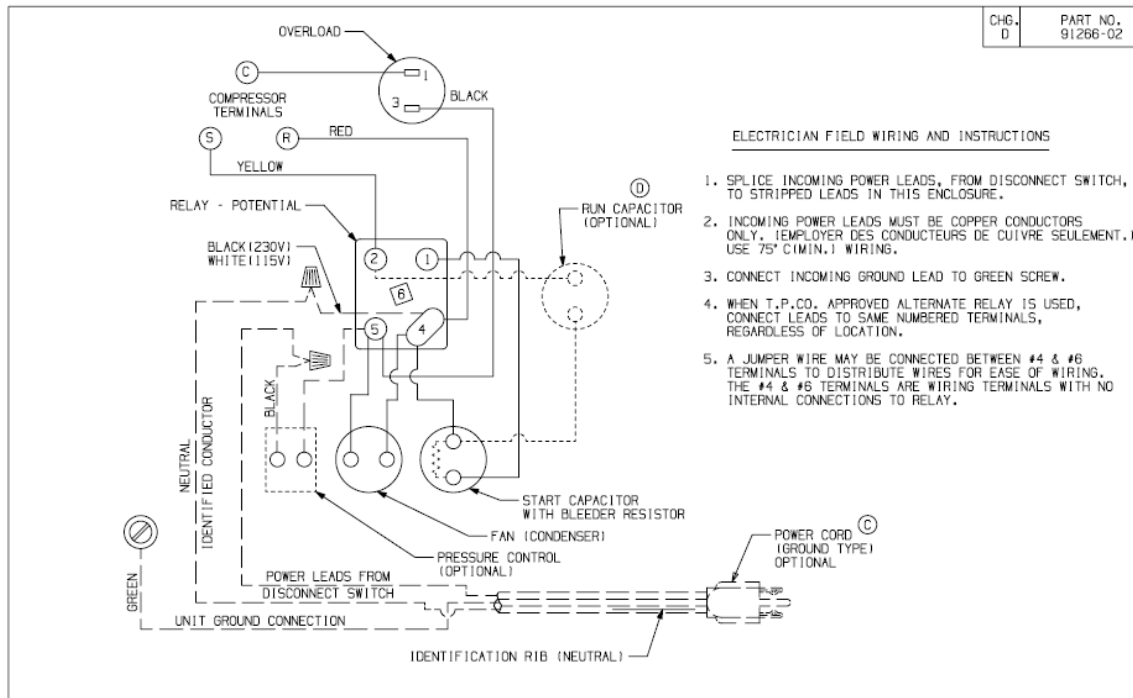 CHG. PART NO.
D 91266-02
OVERLOAD
C
1
3
BLACK
COMPRESSOR
TERMINALS
S
R
RED
YELLOW
RELAY - POTENTIAL
BLACK(230V)
WHITE(115V)
2
1
6
5
4
D
RUN CAPACITOR
(OPTIONAL)
ELECTRICIAN FIELD WIRING AND INSTRUCTIONS
1. SPLICE INCOMING POWER LEADS, FROM DISCONNECT SWITCH,
TO STRIPPED LEADS IN THIS ENCLOSURE.
2. INCOMING POWER LEADS MUST BE COPPER CONDUCTORS
ONLY. (EMPLOYER DES CONDUCTEURS DE CUIVRE SEULEMENT.)
USE 75° C(MIN.) WIRING.
3. CONNECT INCOMING GROUND LEAD TO GREEN SCREW.
4. WHEN T.P.CO. APPROVED ALTERNATE RELAY IS USED,
CONNECT LEADS TO SAME NUMBERED TERMINALS,
REGARDLESS OF LOCATION.
5. A JUMPER WIRE MAY BE CONNECTED BETWEEN #4 & #6
TERMINALS TO DISTRIBUTE WIRES FOR EASE OF WIRING.
THE #4 & #6 TERMINALS ARE WIRING TERMINALS WITH NO
INTERNAL CONNECTIONS TO RELAY.
BLACK
NEUTRAL
IDENTIFIED CONDUCTOR
START CAPACITOR
WITH BLEEDER RESISTOR
FAN (CONDENSER)
PRESSURE CONTROL
(OPTIONAL)
C
POWER CORD
(GROUND TYPE)
OPTIONAL
GREEN
POWER LEADS FROM
DISCONNECT SWITCH
UNIT GROUND CONNECTION
IDENTIFICATION RIB (NEUTRAL)